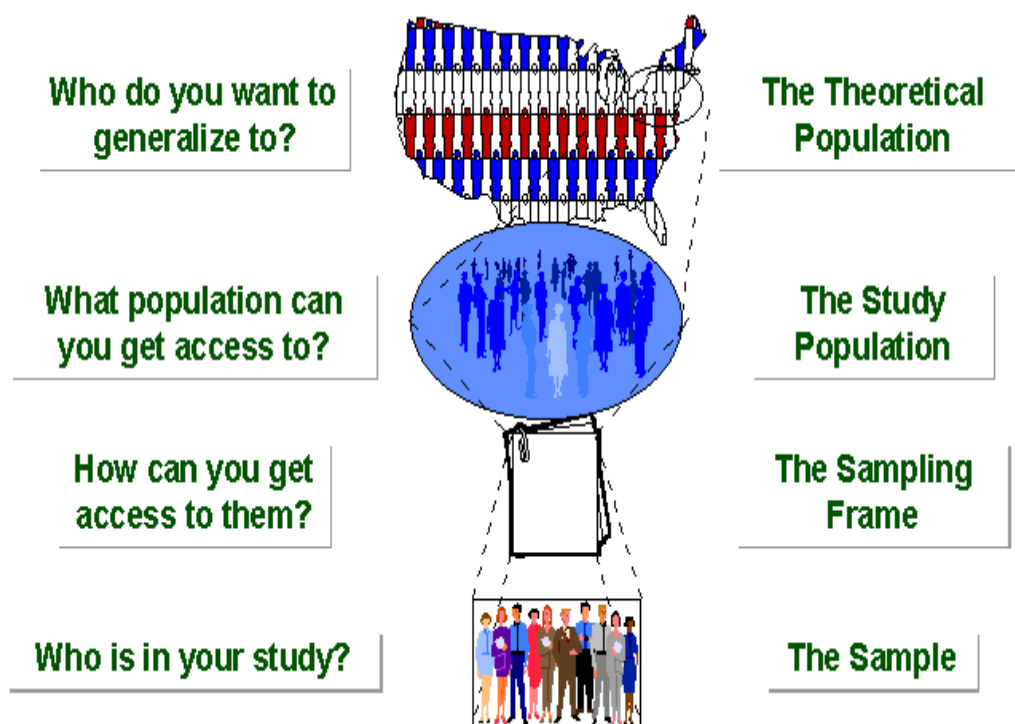 Who do you want to
generalize to?
The Theoretical
Population
What population can
you get access to?
The Study
Population
How can you get
access to them?
The Sampling
Frame
Who is in your study?
The Sample